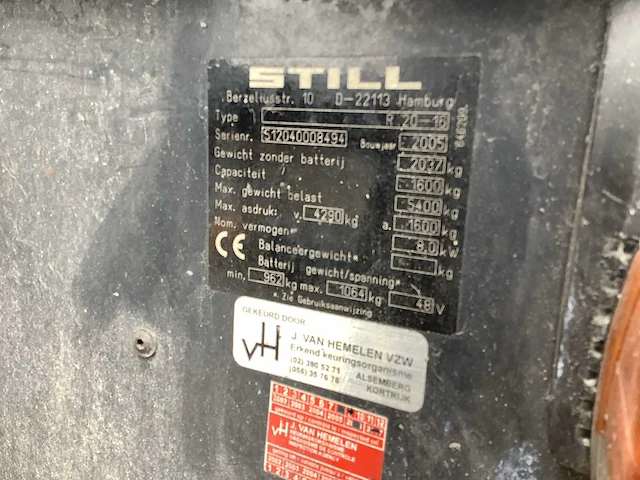 STILL
Berzeliusstr. 10 D-22113 Hamburg
Type R 20-16
Serienr. 512040008494 Bouwjaar 2005
Gewicht zonder batterij 2037 kg
Capaciteit 1600 kg
Max. gewicht belast 5400 kg
Max. asdruk: v. 4290 kg a. 1600 kg
Nom. vermogen* 8.0 kW
CE Balanceergewicht* kg
Batterij gewicht/spanning*
min. 962 kg max. 1064 kg 48 V
*. Zie Gebruiksaanwijzing
GEKEURD DOOR
vH J. VAN HEMELEN VZW
Erkend keuringsorganisme
(02) 380 52 71 ALSEMBERG
(056) 35 76 78 KORTRIJK
vH J. VAN HEMELEN